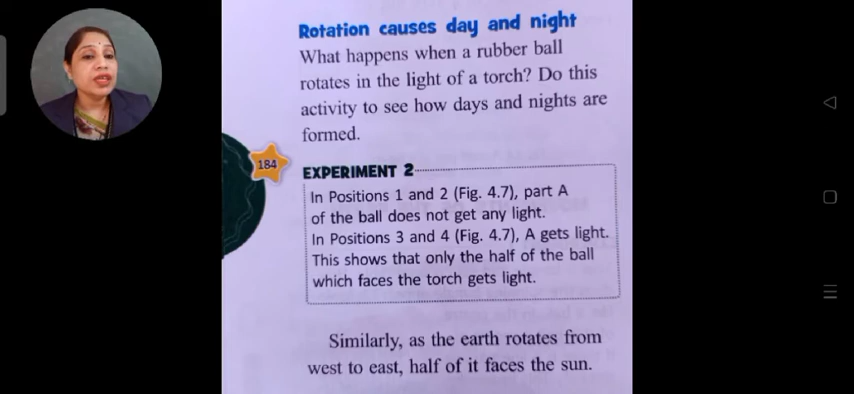 Rotation causes day and night
What happens when a rubber ball
rotates in the light of a torch? Do this
activity to see how days and nights are
formed.
184
EXPERIMENT 2
In Positions 1 and 2 (Fig. 4.7), part A
of the ball does not get any light.
In Positions 3 and 4 (Fig. 4.7), A gets light.
This shows that only the half of the ball
which faces the torch gets light.
Similarly, as the earth rotates from
west to east, half of it faces the sun.